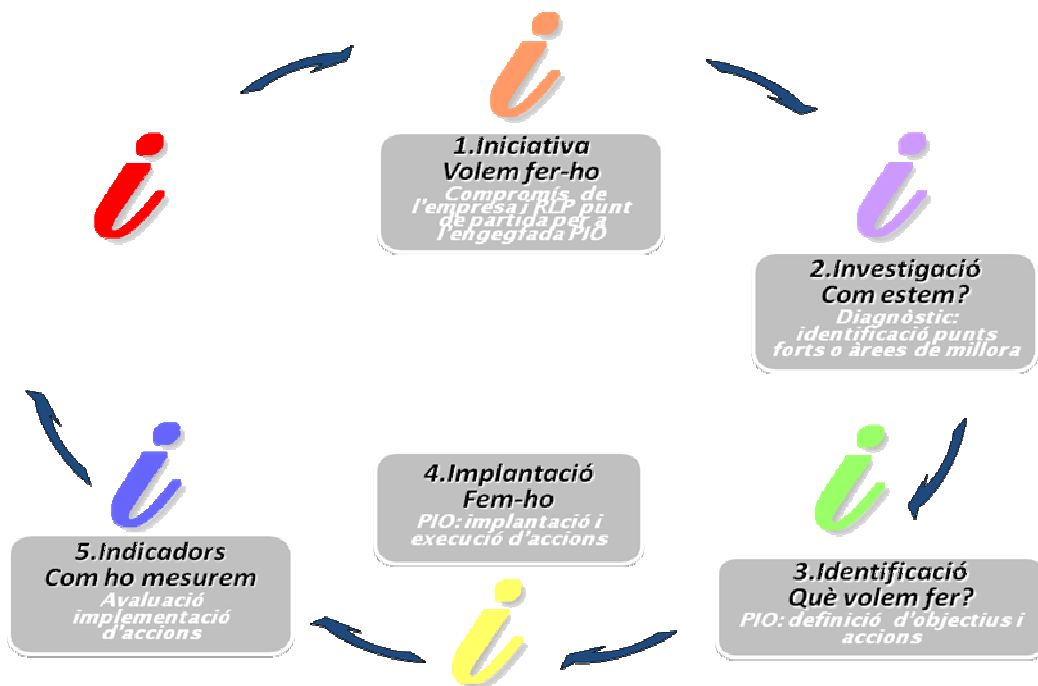 i
i
i
1.Iniciativa
Volem fer-ho
Compromís de
l'empresa i RLP punt
de partida per a
l'engegfada PIO
2.Investigació
Com estem?
Diagnòstic:
identificació punts
forts o àrees de millora
i
i
4.Implantació
Fem-ho
PIO: implantació i
execució d'accions
5.Indicadors
Com ho mesurem
Avaluació
implementació
d'accions
3.Identificació
Què volem fer?
PIO: definició d'objectius i
accions
i